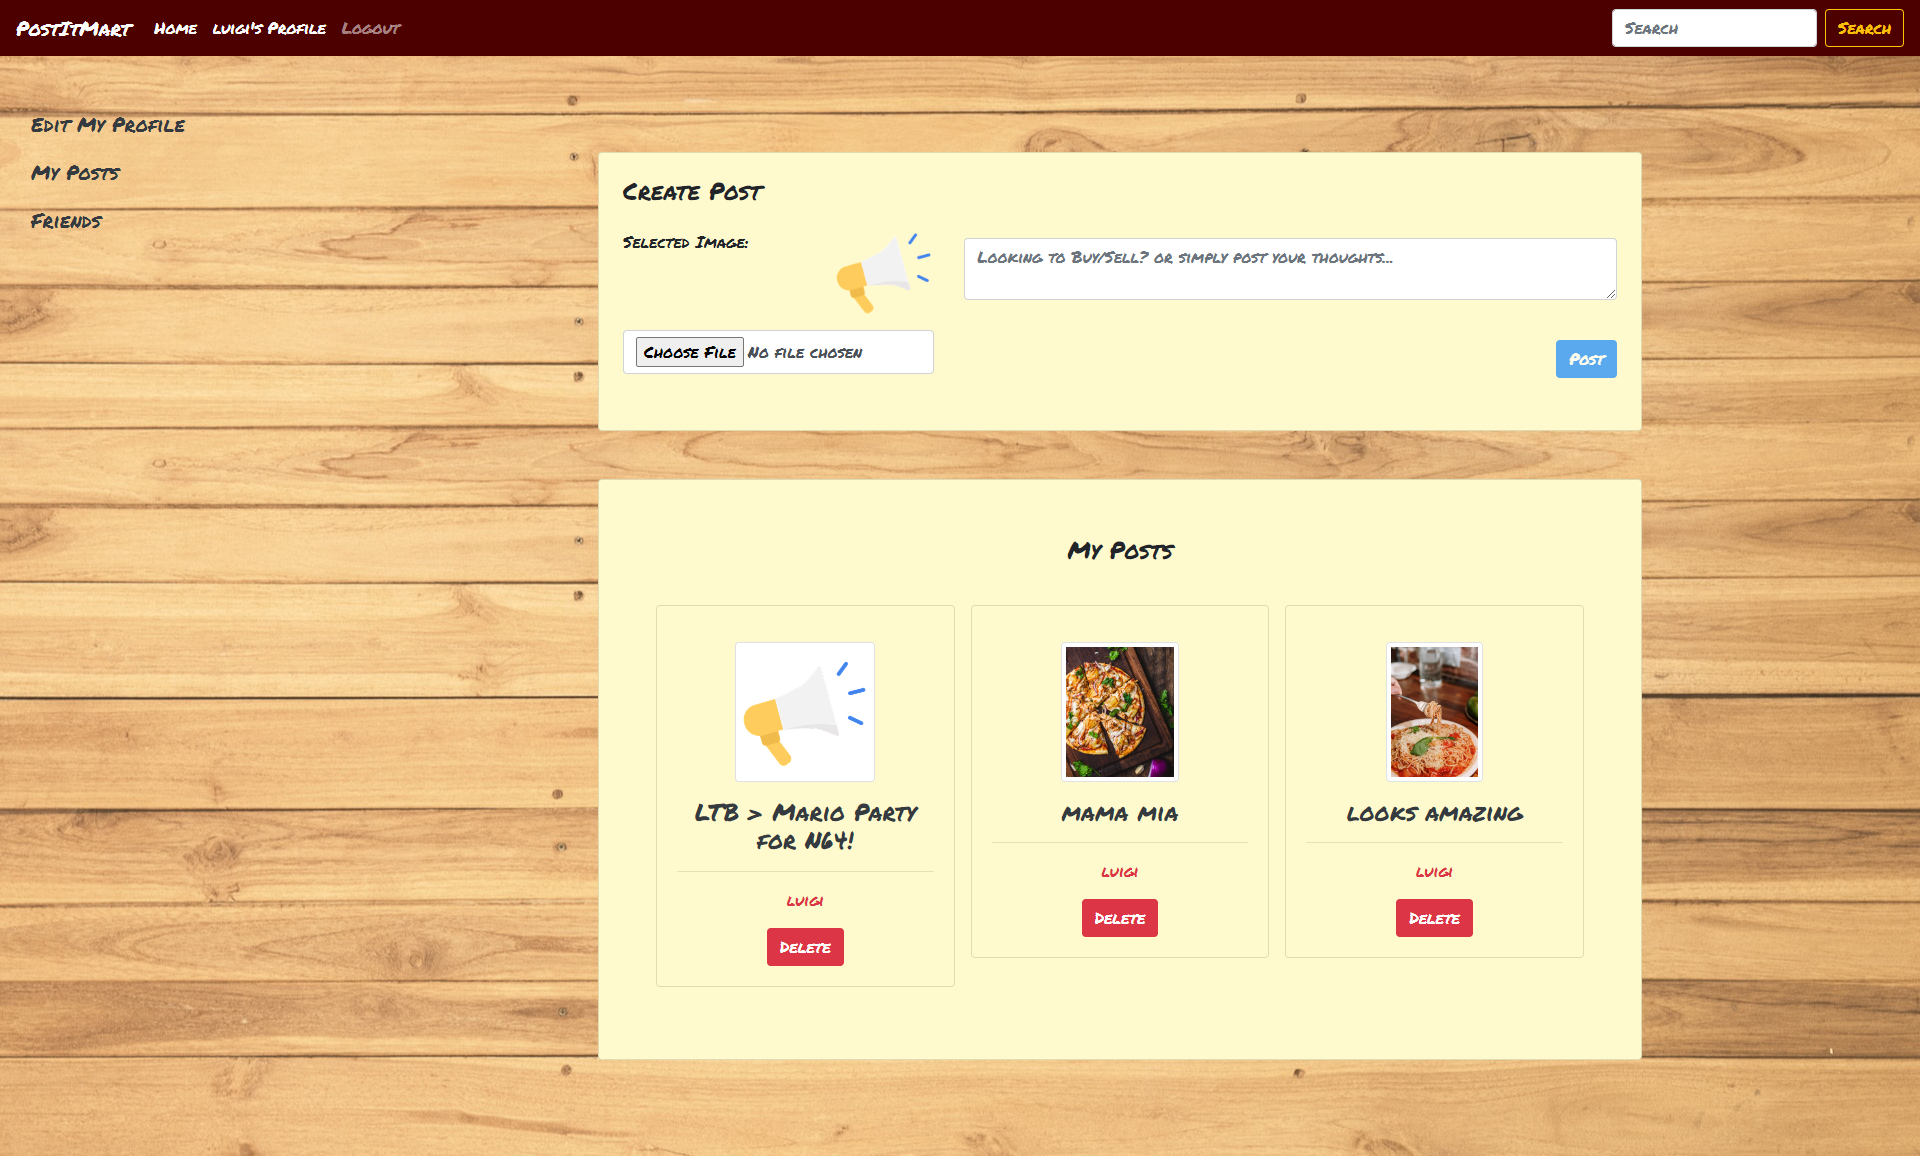 PostItMart Home luigi's Profile Logout Search Search
Edit My Profile
My Posts
Friends
Create Post
Selected Image:
Looking to Buy/Sell? or simply post your thoughts...
Choose File No file chosen
Post
My Posts
LTB > Mario Party
for N64!
luigi
Delete
mama mia
luigi
Delete
looks amazing
luigi
Delete